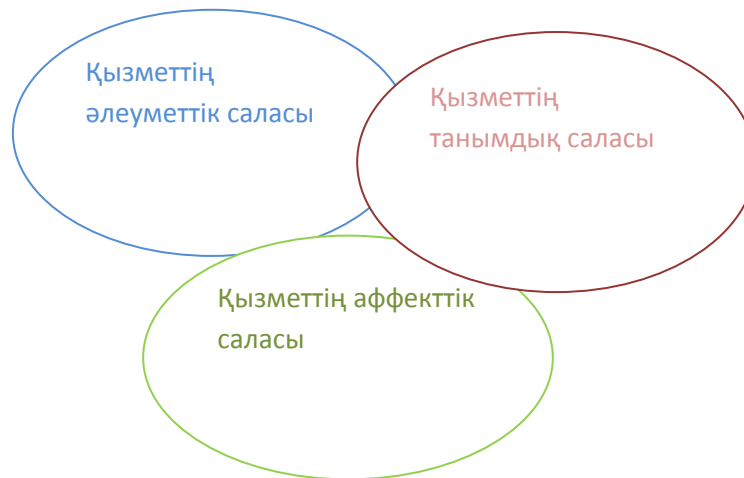 Қызметтің
әлеуметтік саласы
Қызметтің
танымдық саласы
Қызметтің аффекттік
саласы